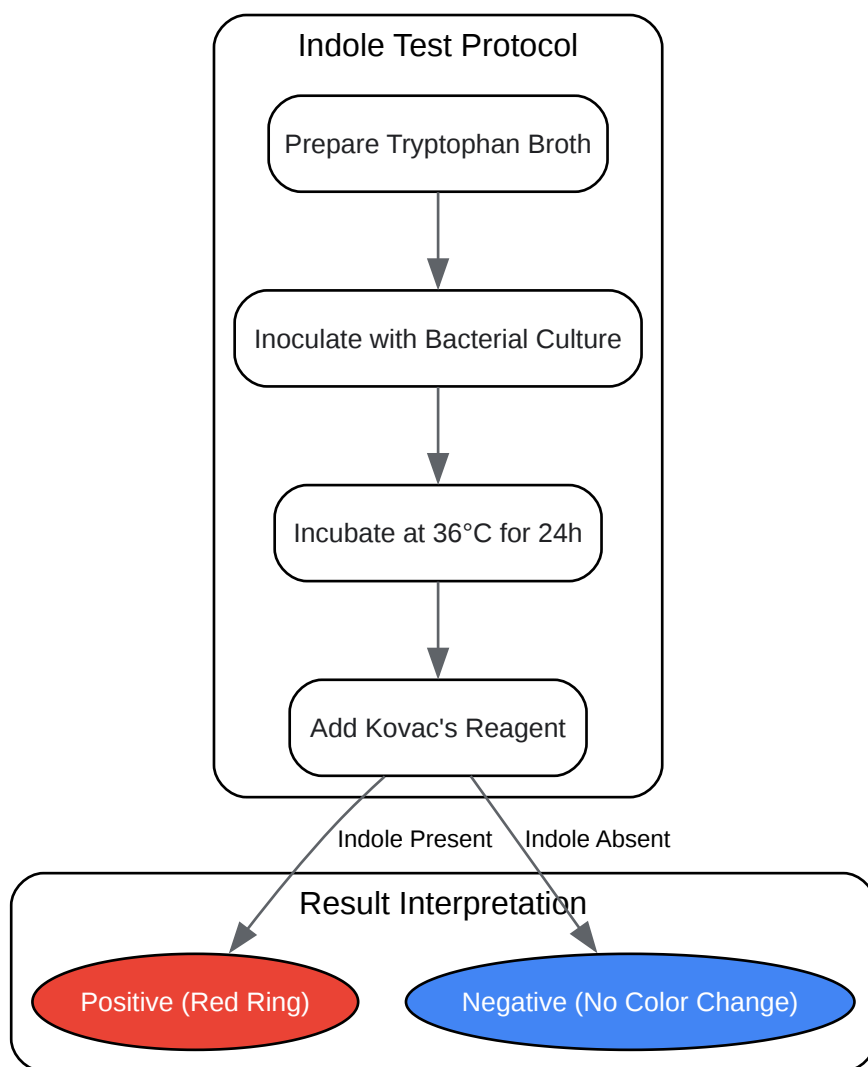 Indole Test Protocol
Prepare Tryptophan Broth
Inoculate with Bacterial Culture
Incubate at 36°C for 24h
Add Kovac's Reagent
Indole Present
Indole Absent
Result Interpretation
Positive (Red Ring)
Negative (No Color Change)